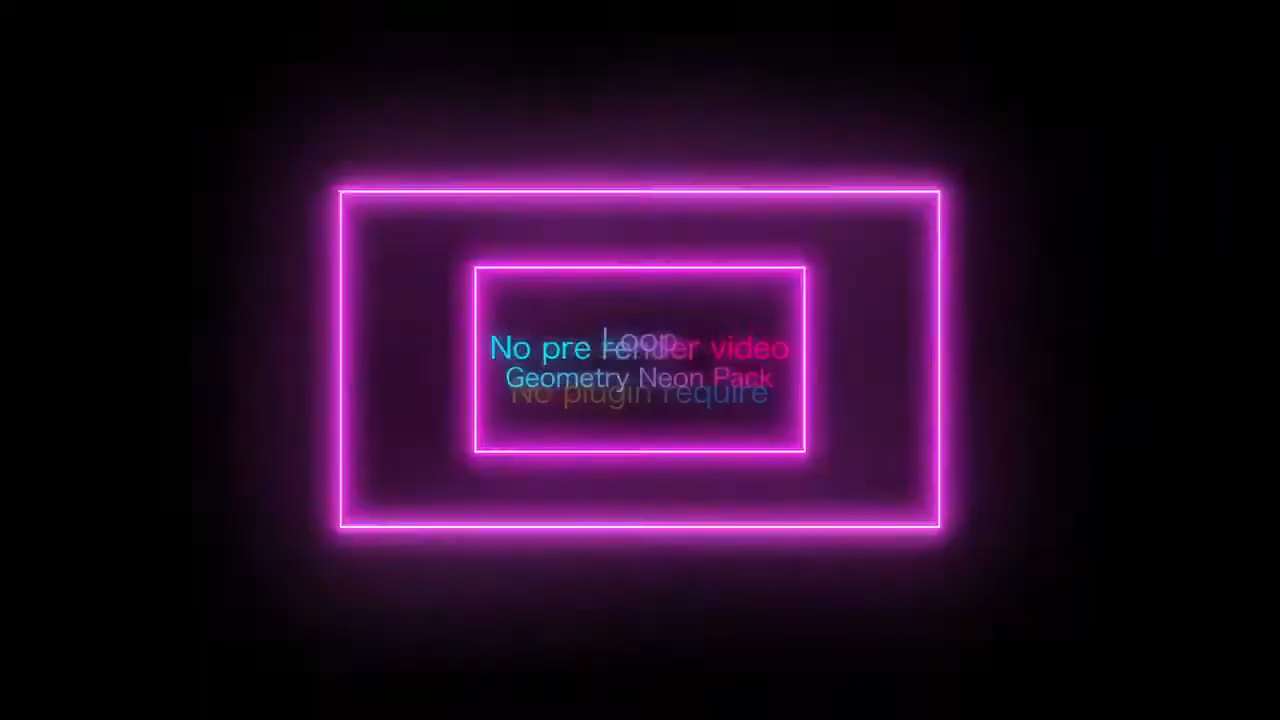 Loop
No pre render video
Geometry Neon Pack
No plugin require